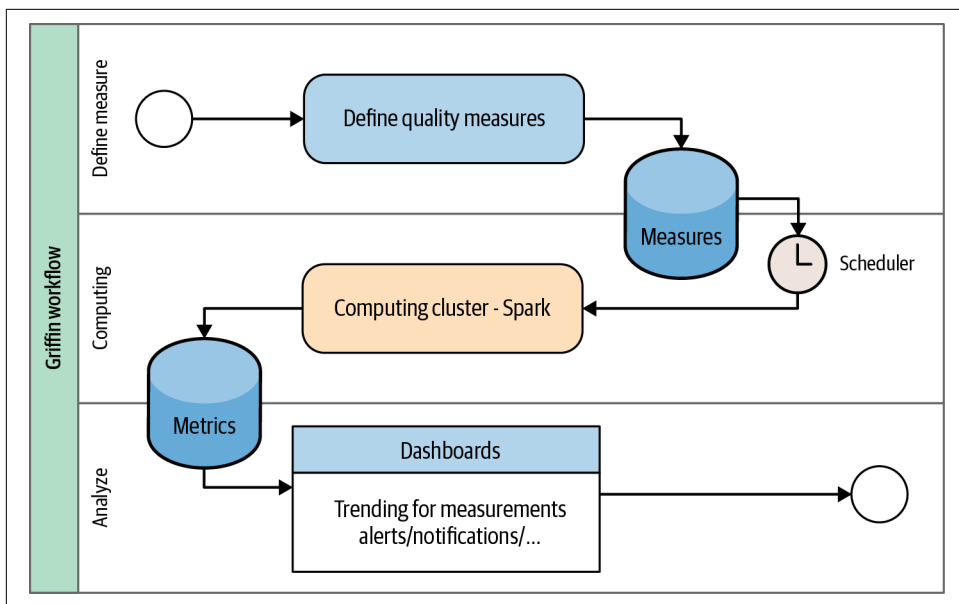 Griffin workflow
Define measure
Define quality measures
Measures
Computing
Scheduler
Computing cluster - Spark
Metrics
Analyze
Dashboards
Trending for measurements
alerts/notifications/...